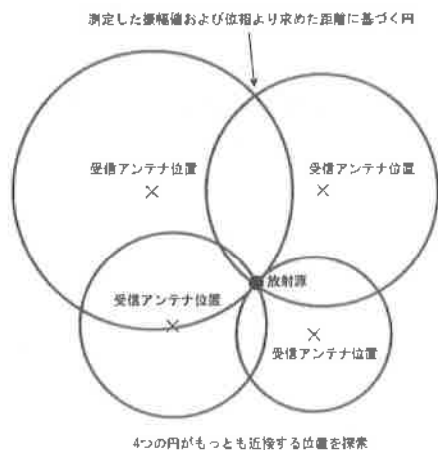 測定した振幅値および位相より求めた距離に基づく円
受信アンテナ位置
受信アンテナ位置
放射源
受信アンテナ位置
受信アンテナ位置
4つの円がもっとも近接する位置を探索